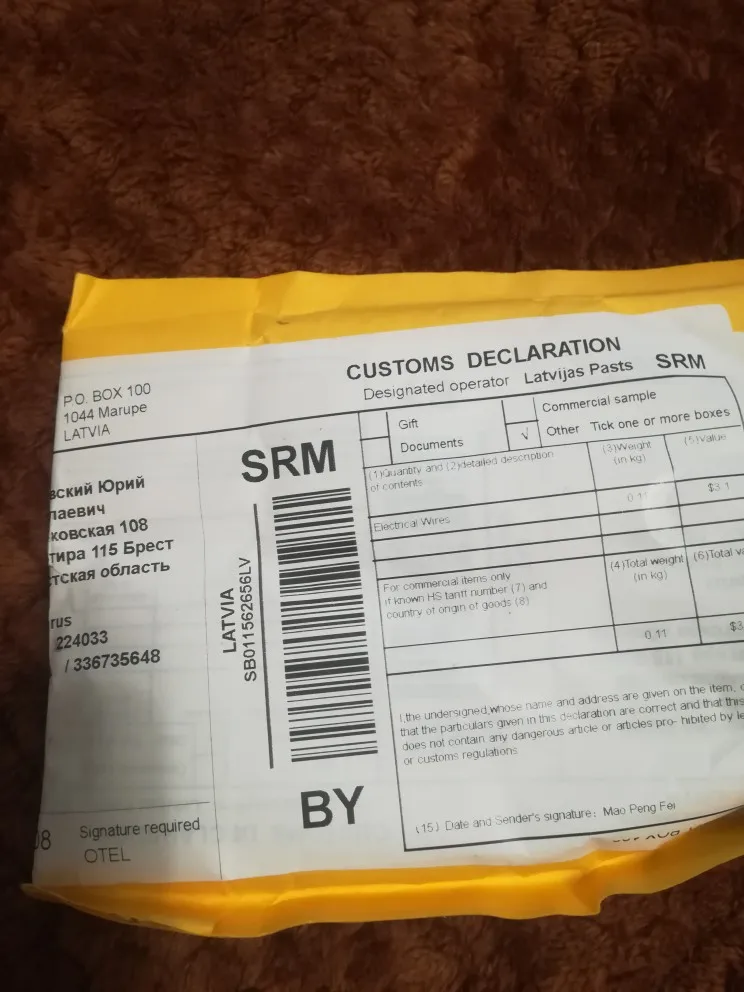 P.O. BOX 100
1044 Marupe
LATVIA
вский Юрий
лаевич
ковская 108
тира 115 Брест
тская область
rus
224033
/ 336735648
08
Signature required
OTEL
SRM
LATVIA
SB011562656LV
BY
CUSTOMS DECLARATION
Designated operator Latvijas Pasts SRM
Gift
Commercial sample
Documents
√ Other Tick one or more boxes
(1)Quantity and (2)detailed description
of contents
(3)Weight
(in kg)
(5)Value
Electrical Wires
0.11
$3.1
For commercial items only
if known HS tariff number (7) and
country of origin of goods (8)
(4)Total weight
(in kg)
(6)Total va
0.11
$3
I,the undersigned,whose name and address are given on the item,
that the particulars given in this declaration are correct and that this
does not contain any dangerous article or articles pro- hibited by le
or customs regulations
(15) Date and Sender's signature: Mao Peng Fei